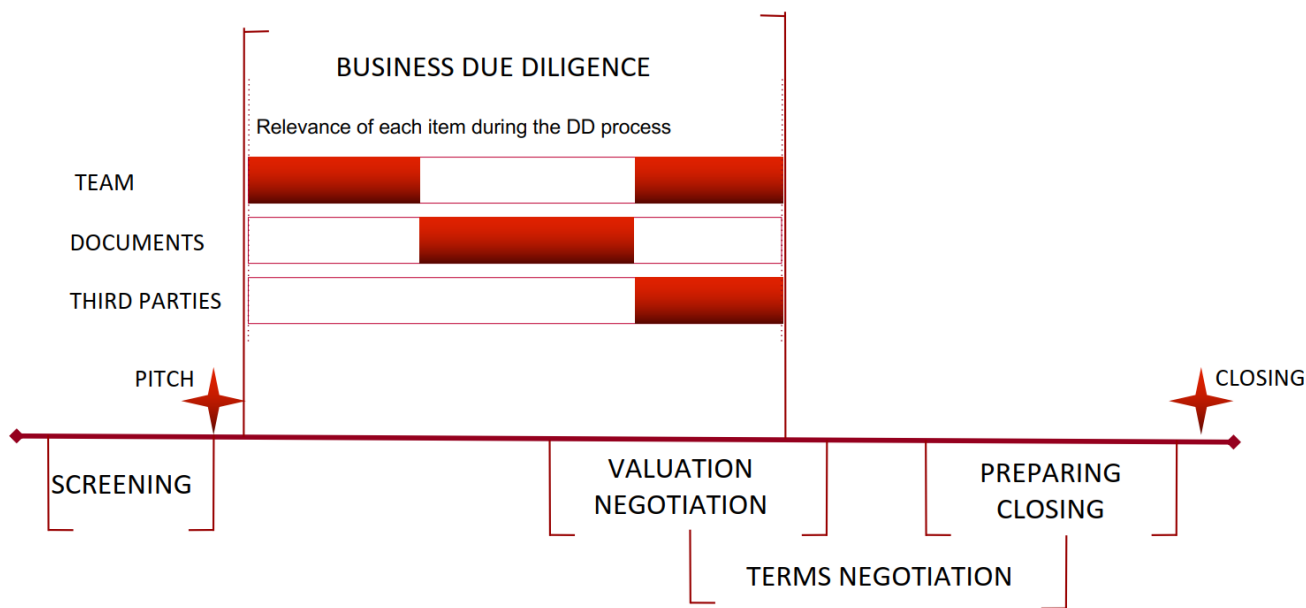 BUSINESS DUE DILIGENCE
Relevance of each item during the DD process
TEAM
DOCUMENTS
THIRD PARTIES
PITCH
CLOSING
SCREENING
VALUATION
NEGOTIATION
PREPARING
CLOSING
TERMS NEGOTIATION